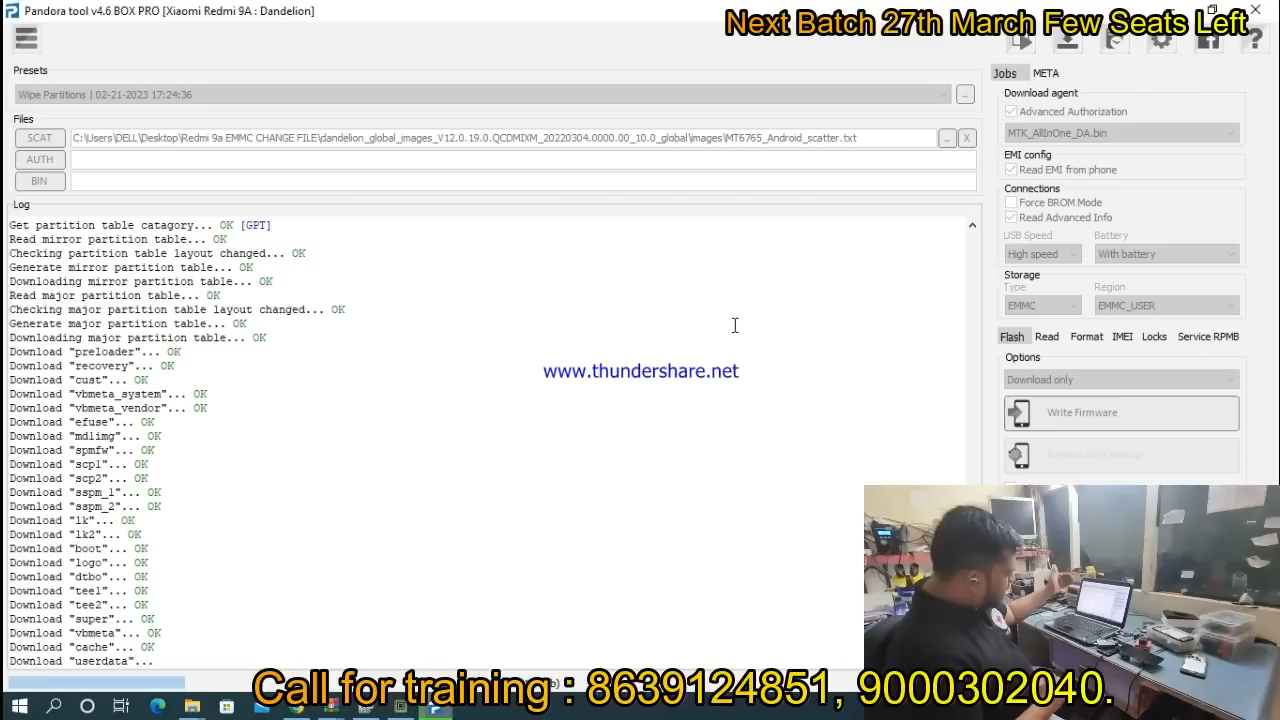 Pandora tool v4.6 BOX PRO [Xiaomi Redmi 9A : Dandelion]
Next Batch 27th March Few Seats Left
Presets
Wipe Partitions | 02-21-2023 17:24:36
...
Files
SCAT
C:\Users\DELL\Desktop\Redmi 9a EMMC CHANGE FILE\dandelion_global_images_V12.0.19.0.QCDMIXM_20220304.0000.00_10.0_global\images\MT6765_Android_scatter.txt
...
X
AUTH
BIN
Log
Get partition table catagory... OK [GPT]
Read mirror partition table... OK
Checking partition table layout changed... OK
Generate mirror partition table... OK
Downloading mirror partition table... OK
Read major partition table... OK
Checking major partition table layout changed... OK
Generate major partition table... OK
Downloading major partition table... OK
Download "preloader"... OK
Download "recovery"... OK
Download "cust"... OK
Download "vbmeta_system"... OK
Download "vbmeta_vendor"... OK
Download "efuse"... OK
Download "mdlimg"... OK
Download "spmfw"... OK
Download "scp1"... OK
Download "scp2"... OK
Download "sspm_1"... OK
Download "sspm_2"... OK
Download "lk"... OK
Download "lk2"... OK
Download "boot"... OK
Download "logo"... OK
Download "dtbo"... OK
Download "tee1"... OK
Download "tee2"... OK
Download "super"... OK
Download "vbmeta"... OK
Download "cache"... OK
Download "userdata"...
www.thundershare.net
Jobs META
Download agent
Advanced Authorization
MTK_AllInOne_DA.bin
EMI config
Read EMI from phone
Connections
Force BROM Mode
Read Advanced Info
USB Speed Battery
High speed With battery
Storage
Type Region
EMMC EMMC_USER
Flash Read Format IMEI Locks Service RPMB
Options
Download only
Write Firmware
Call for training : 8639124851, 9000302040.